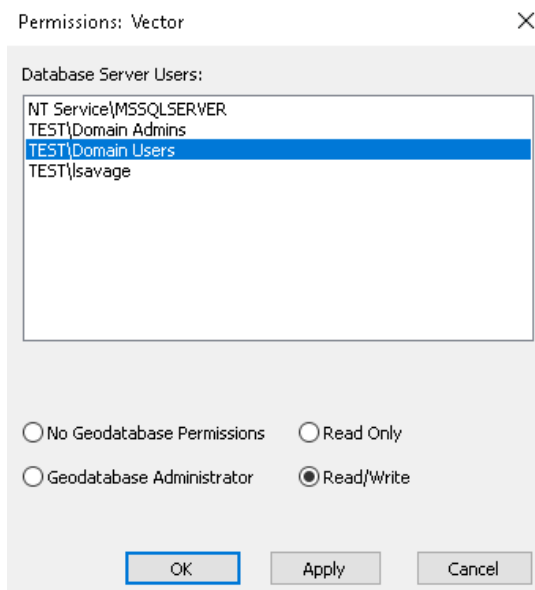 Permissions: Vector
Database Server Users:
NT Service\MSSQLSERVER
TEST\Domain Admins
TEST\Domain Users
TEST\lsavage
No Geodatabase Permissions
Read Only
Geodatabase Administrator
Read/Write
OK
Apply
Cancel